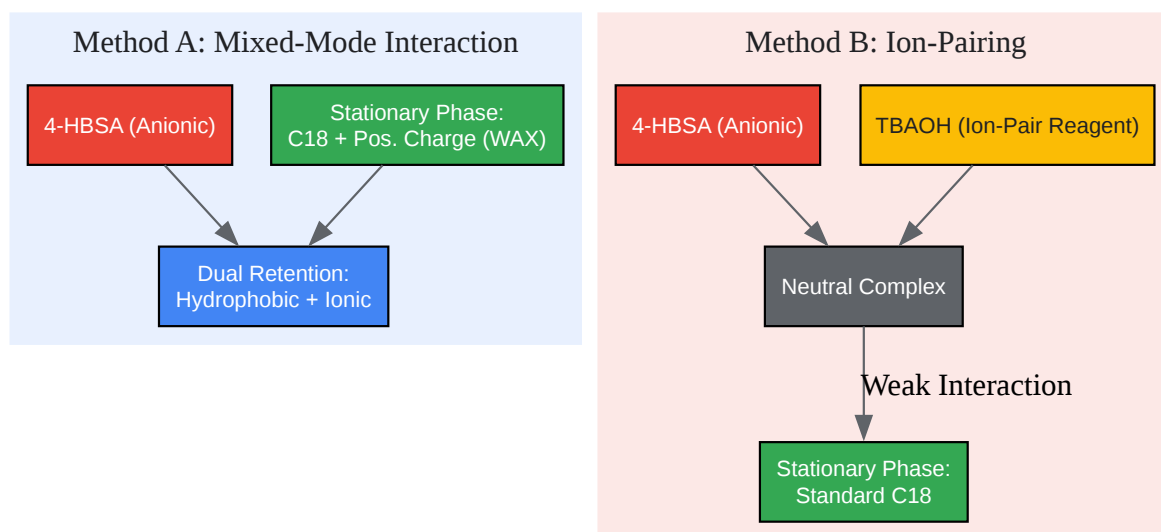 Method A: Mixed-Mode Interaction
4-HBSA (Anionic)
Stationary Phase:
C18 + Pos. Charge (WAX)
Dual Retention:
Hydrophobic + Ionic
Method B: Ion-Pairing
4-HBSA (Anionic)
TBAOH (Ion-Pair Reagent)
Neutral Complex
Weak Interaction
Stationary Phase:
Standard C18